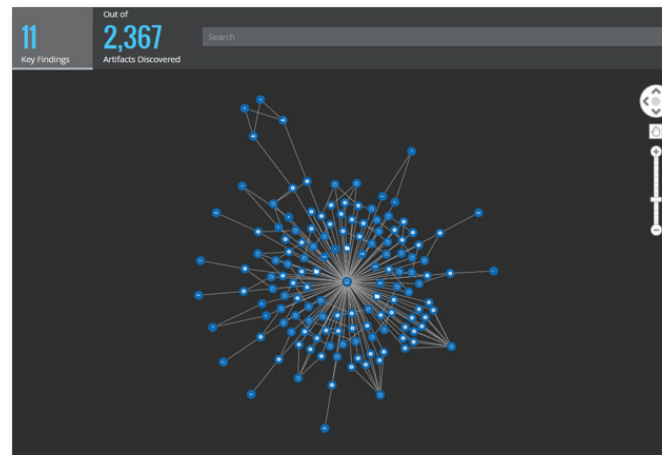 11
Key Findings
Out of
2,367
Artifacts Discovered
Search